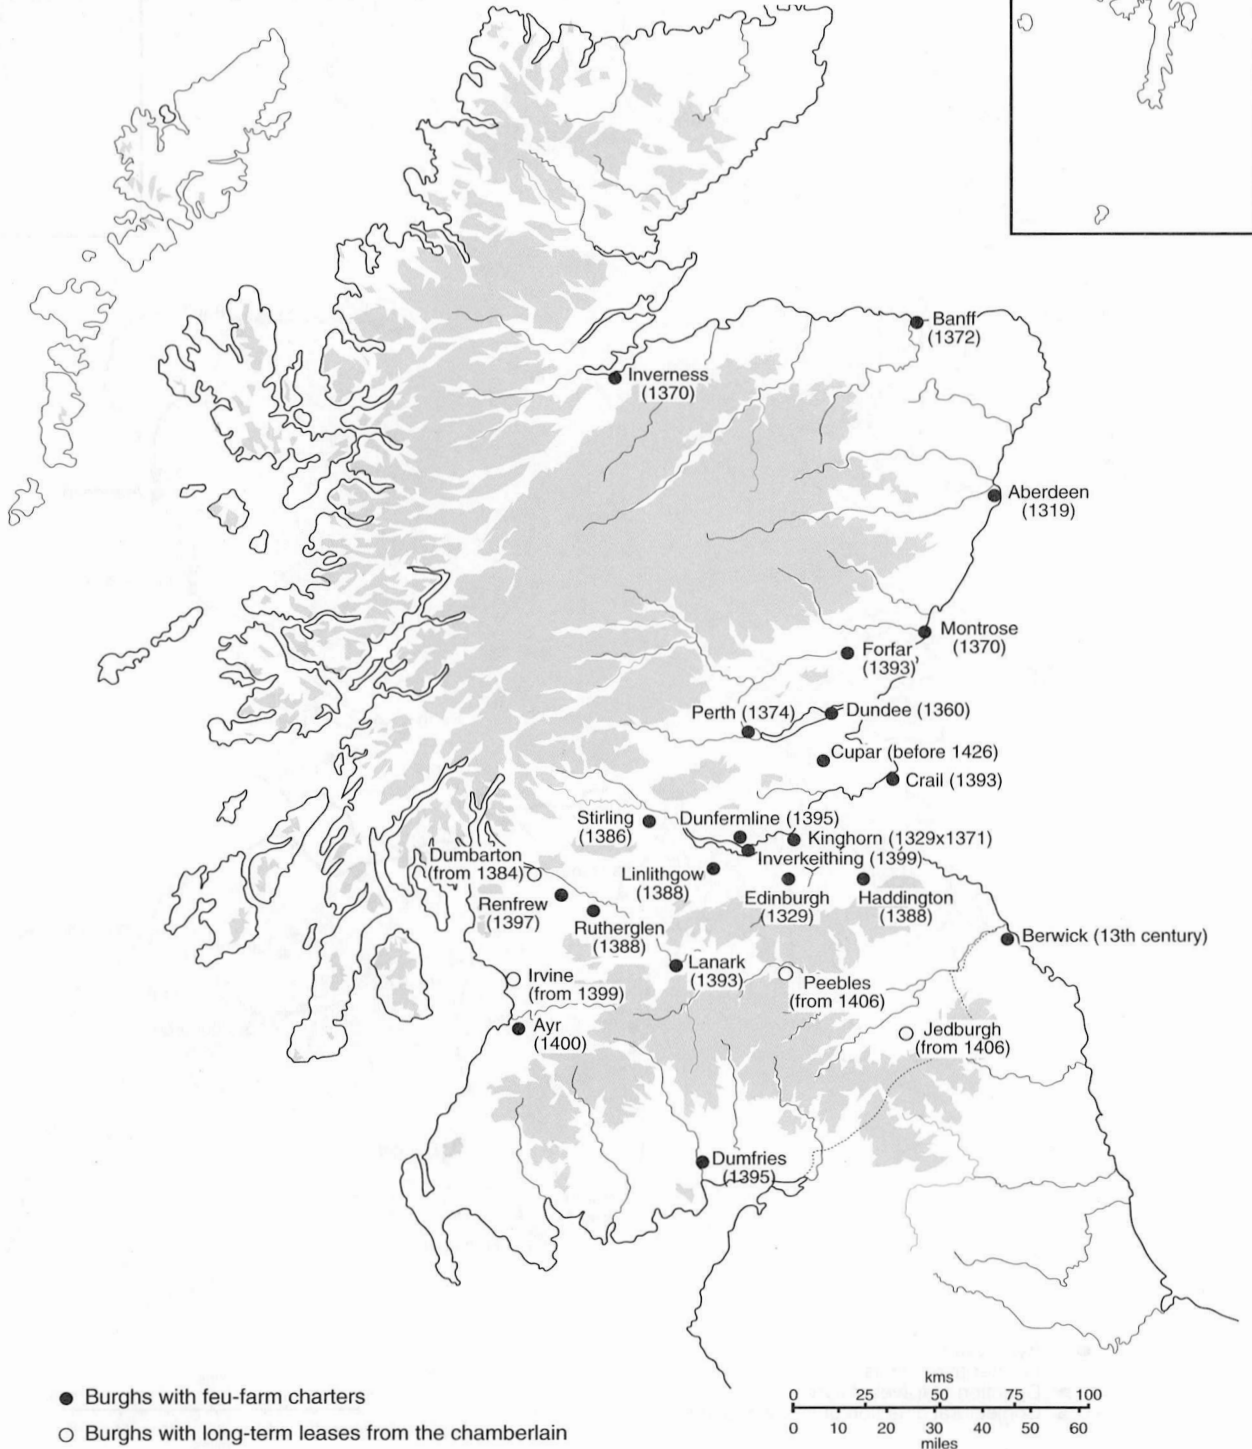 Banff
(1372)
Inverness
(1370)
Aberdeen
(1319)
Montrose
(1370)
Forfar
(1393)
Perth (1374)
Dundee (1360)
Cupar (before 1426)
Crail (1393)
Stirling
(1386)
Dunfermline (1395)
Kinghorn (1329x1371)
Inverkeithing (1399)
Dumbarton
(from 1384)
Linlithgow
(1388)
Edinburgh
(1329)
Haddington
(1388)
Renfrew
(1397)
Rutherglen
(1388)
Berwick (13th century)
Lanark
(1393)
Irvine
(from 1399)
Peebles
(from 1406)
Ayr
(1400)
Jedburgh
(from 1406)
Dumfries
(1395)
Burghs with feu-farm charters
Burghs with long-term leases from the chamberlain
kms
0 25 50 75 100
0 10 20 30 40 50 60
miles